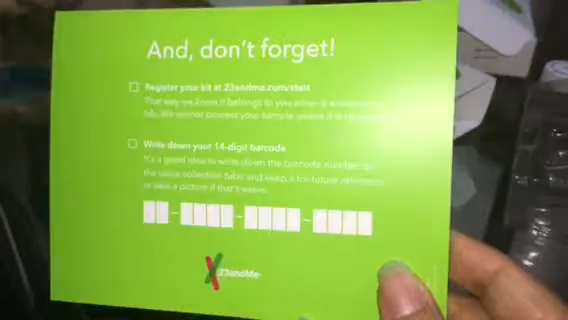 And, don't forget!
Register your kit at 23andme.com/start
That way we know it belongs to you when it arrives
lab. We cannot process your sample unless it is
Write down your 14-digit barcode
It's a good idea to write down the barcode number on
the saliva collection tube and keep it for future reference,
or take a picture if that's easier.
23andMe